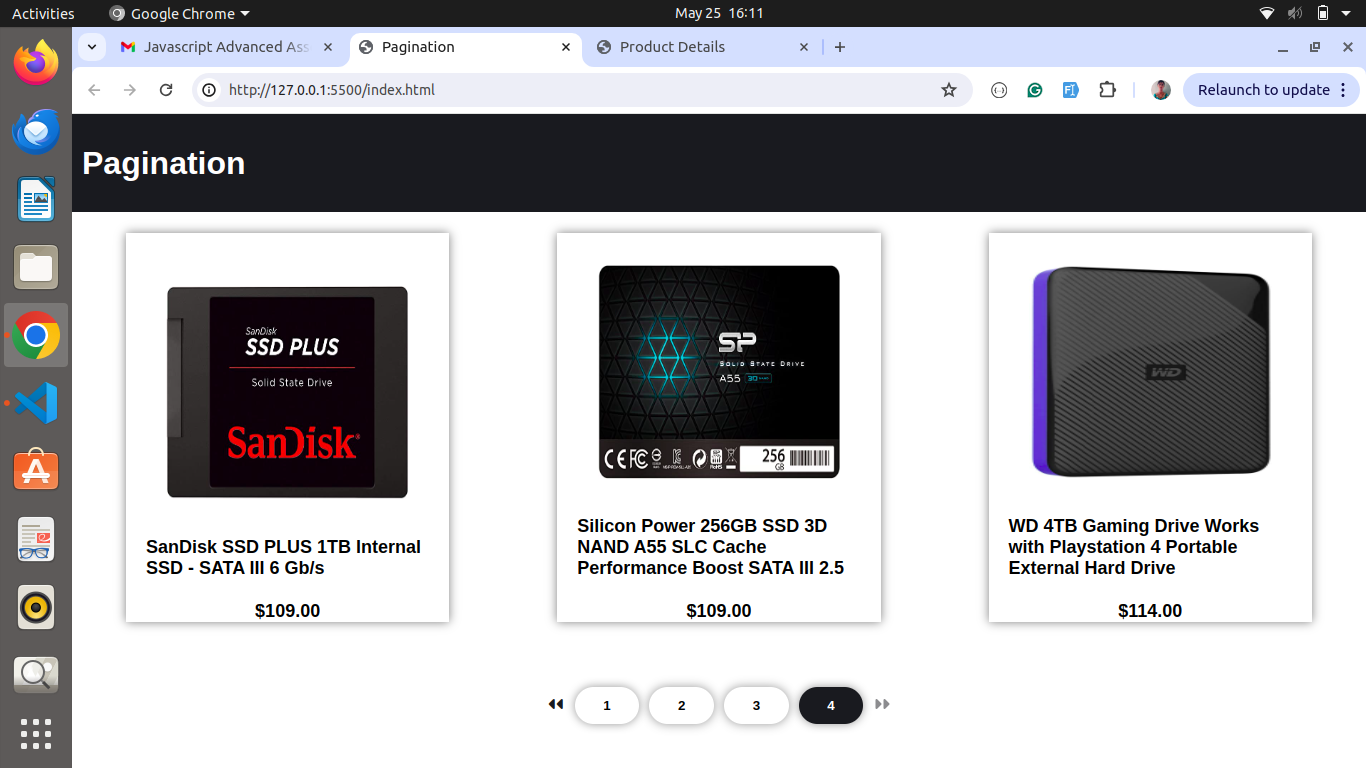 Activities
Google Chrome
May 25 16:11
Javascript Advanced Ass
Pagination
Product Details
http://127.0.0.1:5500/index.html
Relaunch to update
Pagination
SanDisk
SSD PLUS
Solid State Drive
SanDisk
SanDisk SSD PLUS 1TB Internal
SSD - SATA III 6 Gb/s
$109.00
SP
SOLID STATE DRIVE
A55
256
GB
Silicon Power 256GB SSD 3D
NAND A55 SLC Cache
Performance Boost SATA III 2.5
$109.00
WD
WD 4TB Gaming Drive Works
with Playstation 4 Portable
External Hard Drive
$114.00
1
2
3
4